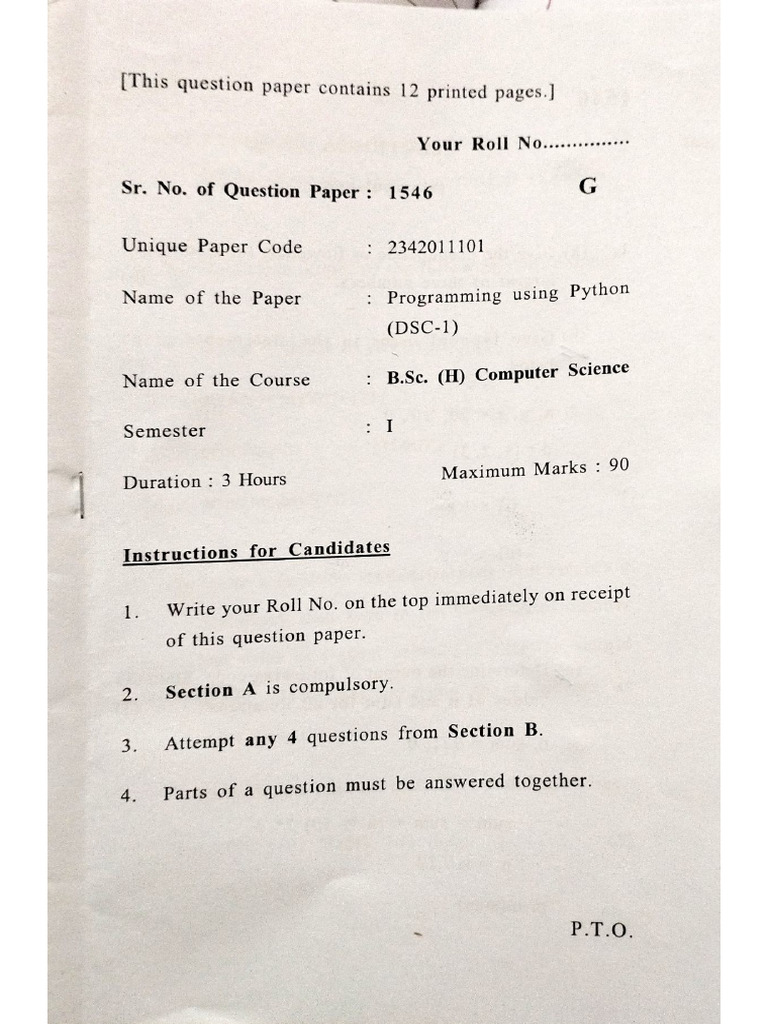 [This question paper contains 12 printed pages.]
Your Roll No...............
Sr. No. of Question Paper : 1546 G
Unique Paper Code : 2342011101
Name of the Paper : Programming using Python
(DSC-1)
Name of the Course : B.Sc. (H) Computer Science
Semester : I
Duration : 3 Hours Maximum Marks : 90
Instructions for Candidates
1. Write your Roll No. on the top immediately on receipt
of this question paper.
2. Section A is compulsory.
3. Attempt any 4 questions from Section B.
4. Parts of a question must be answered together.
P.T.O.